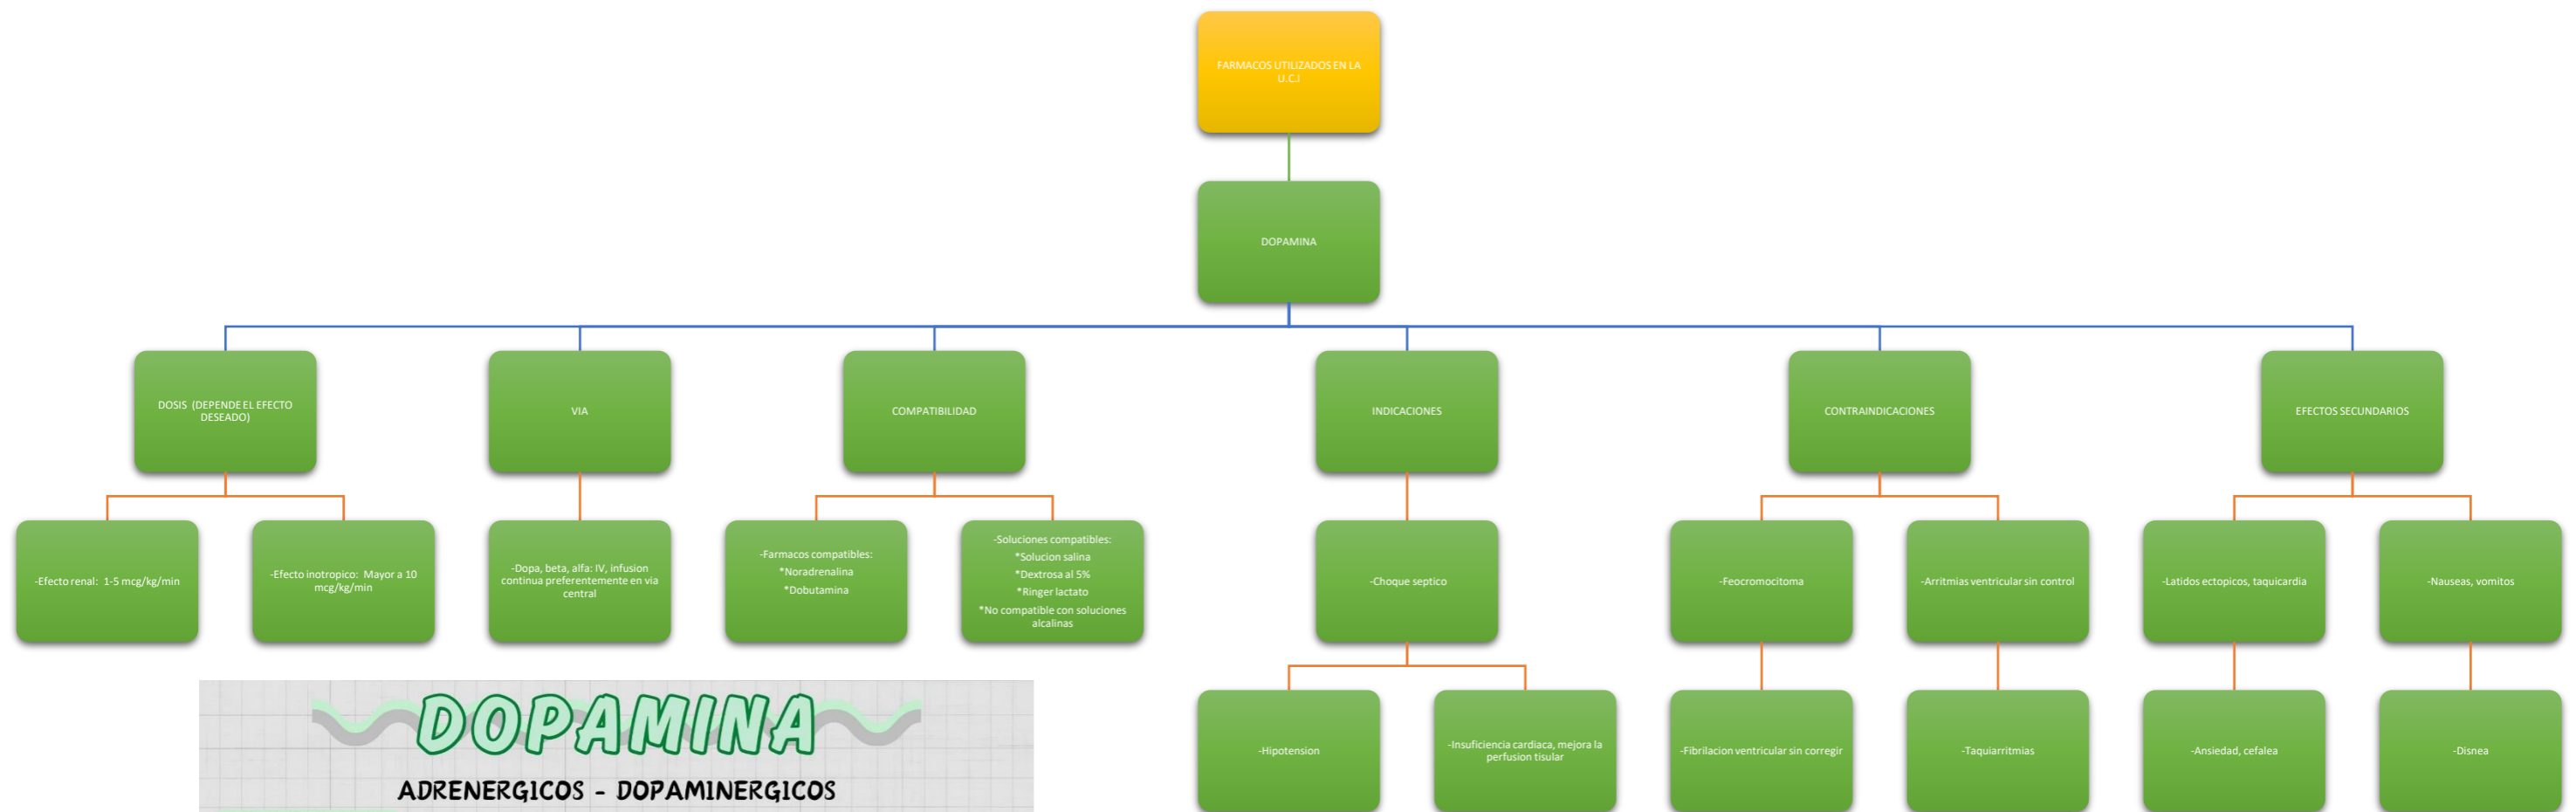 FARMACOS UTILIZADOS EN LA
U.C.I
DOPAMINA
DOSIS (DEPENDE EL EFECTO
DESEADO)
VIA
COMPATIBILIDAD
INDICACIONES
CONTRAINDICACIONES
EFECTOS SECUNDARIOS
-Efecto renal: 1-5 mcg/kg/min
-Efecto inotropico: Mayor a 10
mcg/kg/min
-Dopa, beta, alfa: IV, infusion
continua preferentemente en via
central
-Farmacos compatibles:
*Noradrenalina
*Dobutamina
-Soluciones compatibles:
*Solucion salina
*Dextrosa al 5%
*Ringer lactato
*No compatible con soluciones
alcalinas
-Choque septico
-Feocromocitoma
-Arritmias ventricular sin control
-Latidos ectopicos, taquicardia
-Nauseas, vomitos
-Hipotension
-Insuficiencia cardiaca, mejora la
perfusion tisular
-Fibrilacion ventricular sin corregir
-Taquiarritmias
-Ansiedad, cefalea
-Disnea
DOPAMINA
ADRENERGICOS - DOPAMINERGICOS